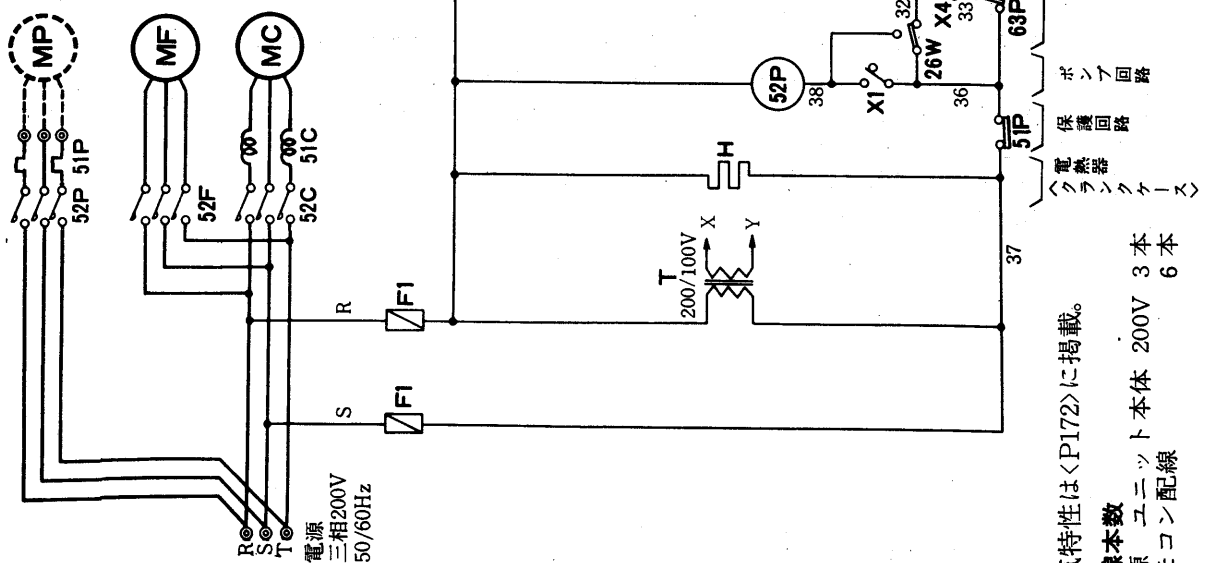 MP
MF
MC
51P
51C
52P
52F
52C
R
S
T
電源
三相200V
50/60Hz
R
F1
S
F1
T
200/100V
X
Y
H
52P
38
X1
26W
32
X4
33
63P
36
51P
37
ポンプ回路
保護回路
電熱器
〈クランクケース〉
特性は<P172>に掲載。
線本数
源 ユニット本体 200V 3本
モコン配線 6本